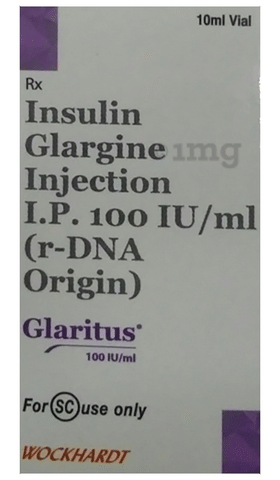 10ml Vial
Rx
Insulin
Glargine 1mg
Injection
I.P. 100 IU/ml
(r-DNA
Origin)
Glaritus®
100 IU/ml
For SC use only
WOCKHARDT